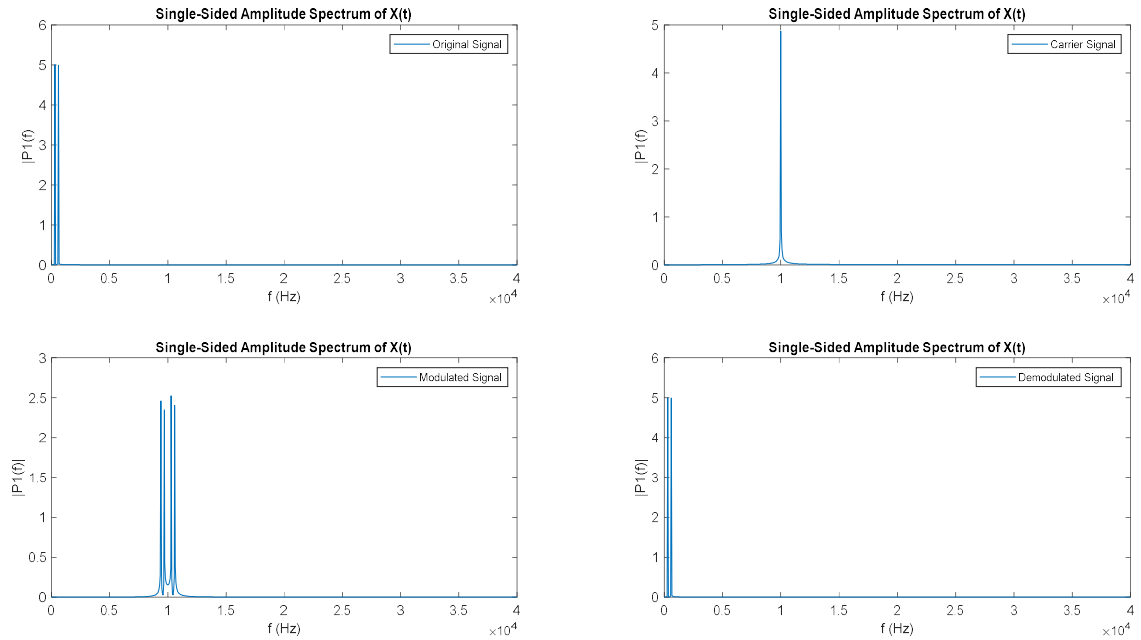 Single-Sided Amplitude Spectrum of X(t)
6
5
4
3
2
1
0
|P1(f)
Original Signal
0 0.5 1 1.5 2 2.5 3 3.5 4
f (Hz)
×10^4
Single-Sided Amplitude Spectrum of X(t)
5
4
3
2
1
0
|P1(f)
Carrier Signal
0 0.5 1 1.5 2 2.5 3 3.5 4
f (Hz)
×10^4
Single-Sided Amplitude Spectrum of X(t)
3
2.5
2
1.5
1
0.5
0
|P1(f)|
Modulated Signal
0 0.5 1 1.5 2 2.5 3 3.5 4
f (Hz)
×10^4
Single-Sided Amplitude Spectrum of X(t)
6
5
4
3
2
1
0
|P1(f)|
Demodulated Signal
0 0.5 1 1.5 2 2.5 3 3.5 4
f (Hz)
×10^4